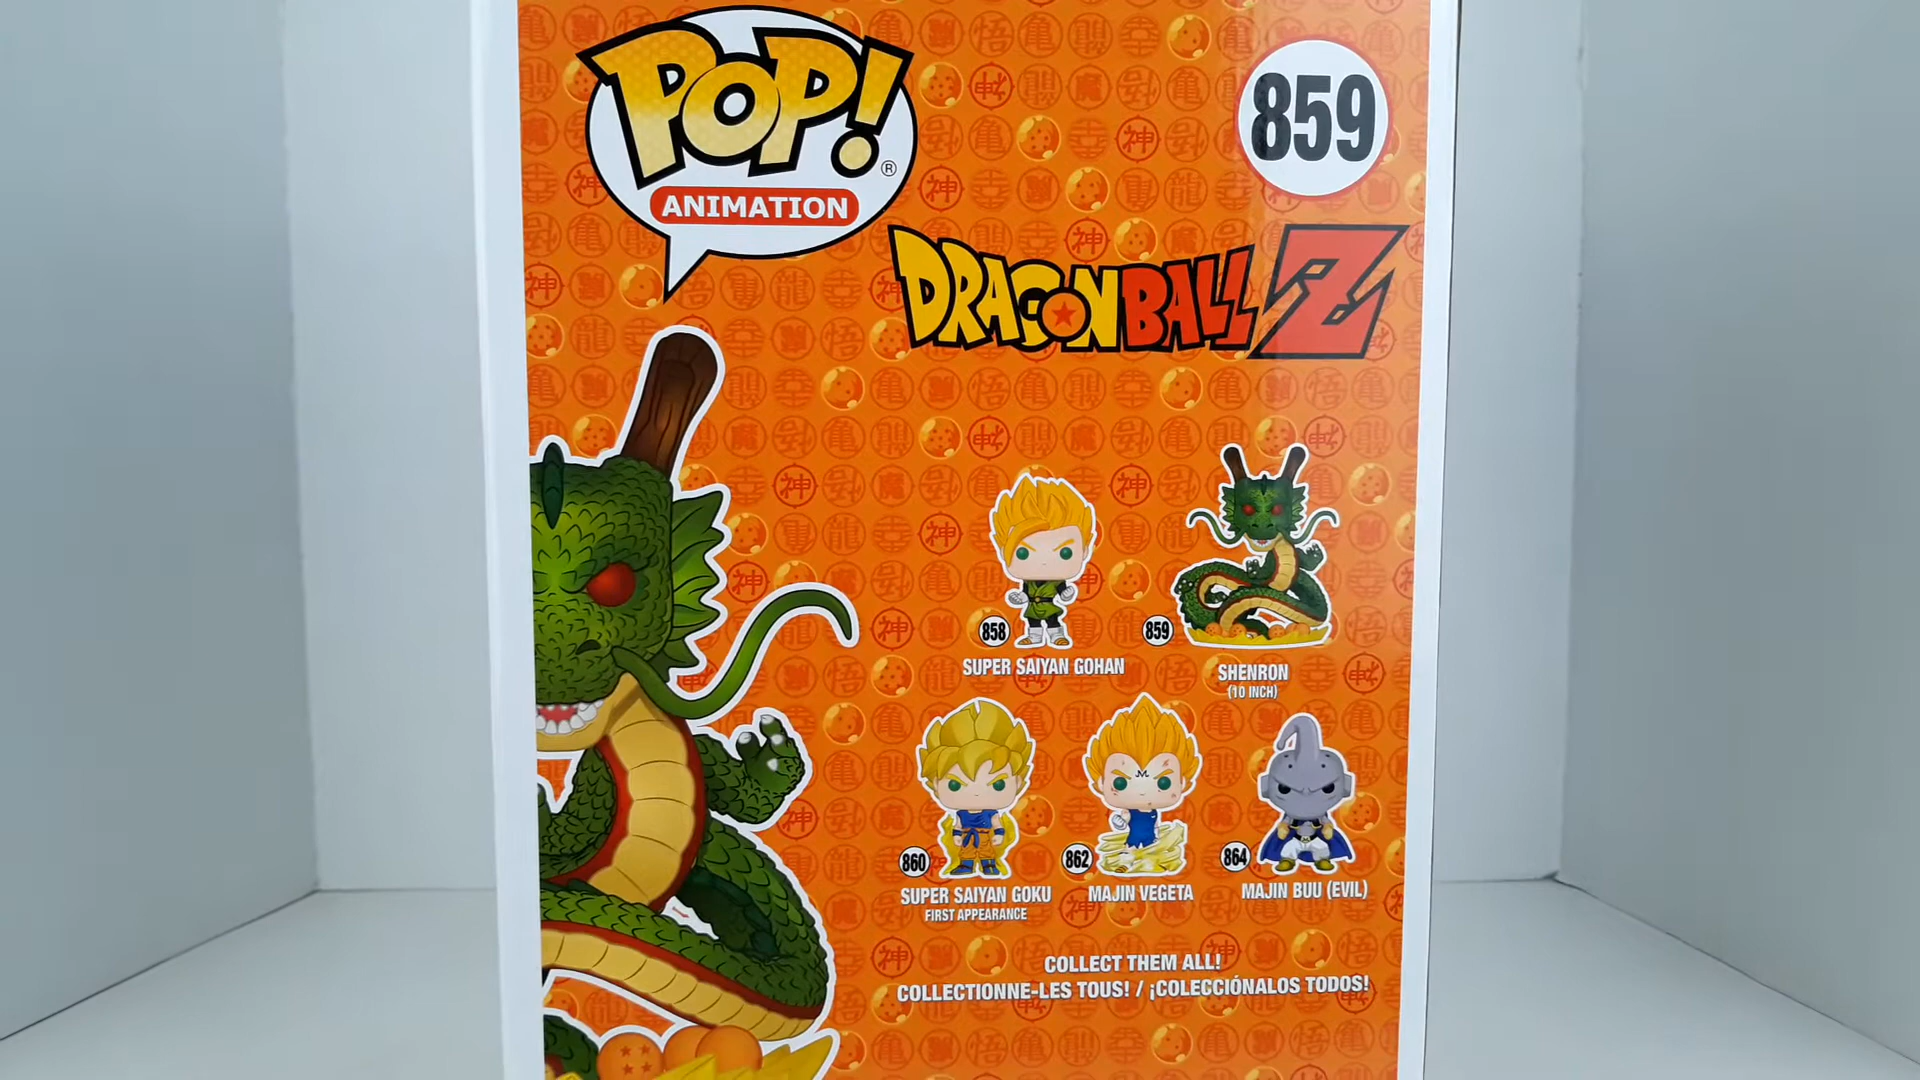 POP!
®
ANIMATION
859
DRAGONBALL Z
858
SUPER SAIYAN GOHAN
859
SHENRON
(10 INCH)
860
SUPER SAIYAN GOKU
FIRST APPEARANCE
862
MAJIN VEGETA
864
MAJIN BUU (EVIL)
COLLECT THEM ALL!
COLLECTIONNE-LES TOUS! / ¡COLECCIÓNALOS TODOS!